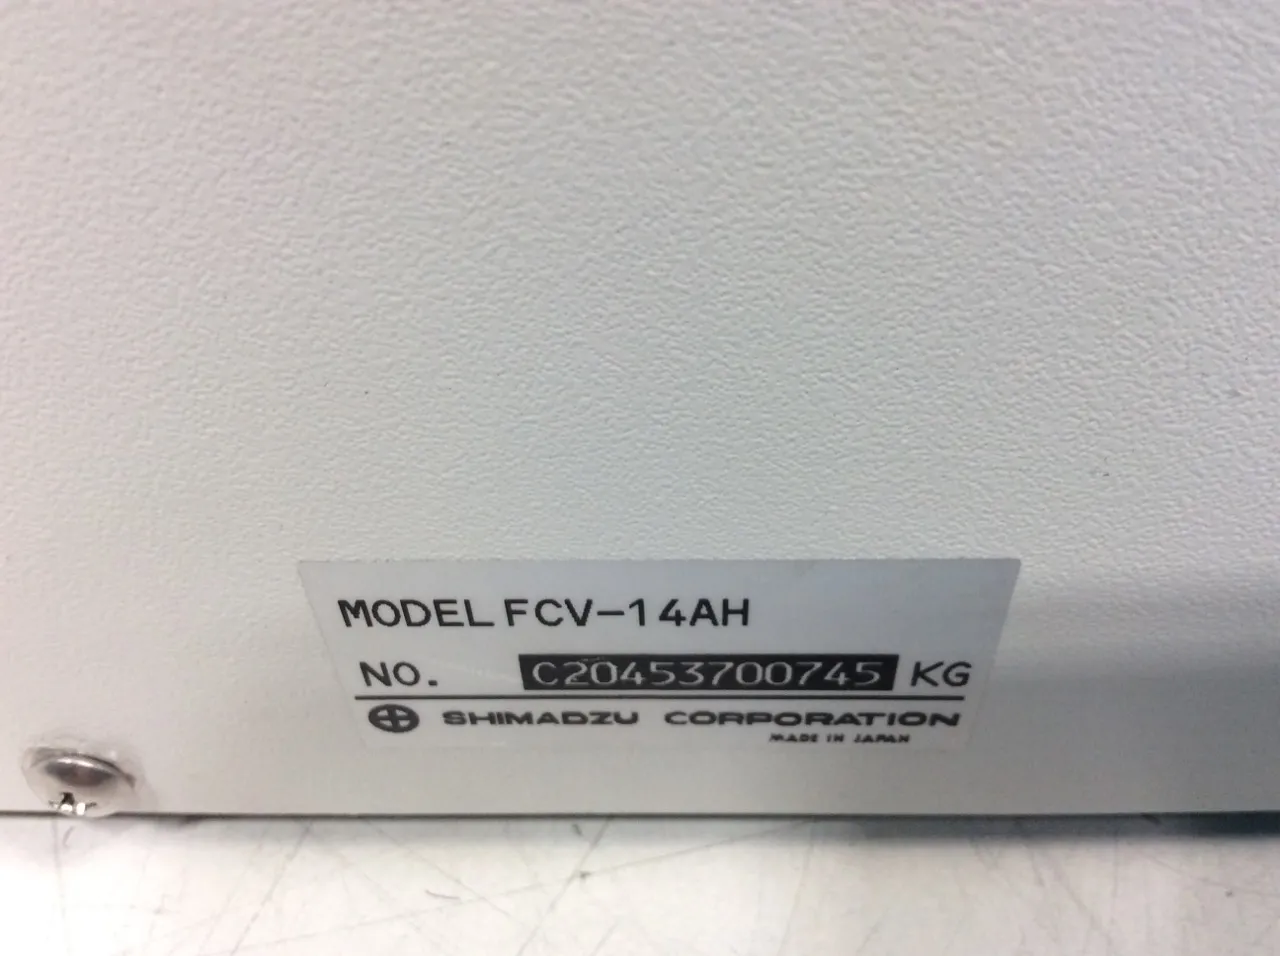 MODEL FCV-14AH
NO. C20453700745 KG
SHIMADZU CORPORATION
MADE IN JAPAN